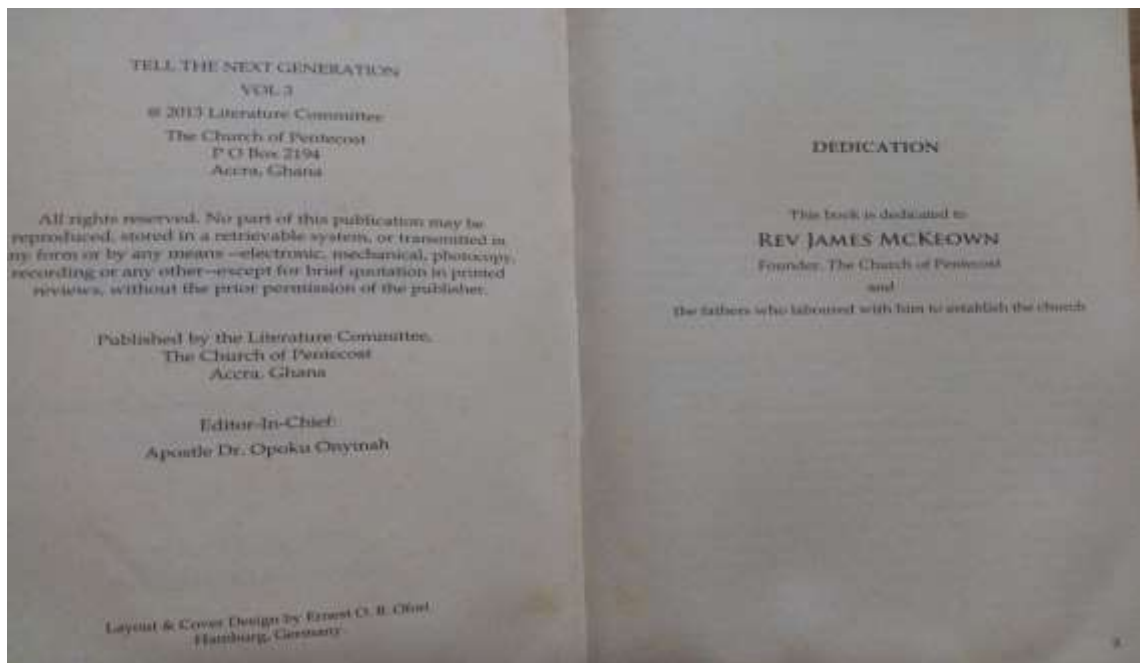 TELL THE NEXT GENERATION
VOL 3
© 2013 Literature Committee
The Church of Pentecost
P O Box 2194
Accra, Ghana
All rights reserved. No part of this publication may be
reproduced, stored in a retrievable system, or transmitted in
ny form or by any means—electronic, mechanical, photocopy,
recording or any other—except for brief quotation in printed
reviews, without the prior permission of the publisher.
Published by the Literature Committee,
The Church of Pentecost
Accra, Ghana
Editor-In-Chief:
Apostle Dr. Opoku Onyinah
Layout & Cover Design by Ernest O. B.
Hamburg, Germany
DEDICATION
This book is dedicated to
REV JAMES MCKEOWN
Founder, The Church of Pentecost
and
the fathers who laboured with him to establish the church